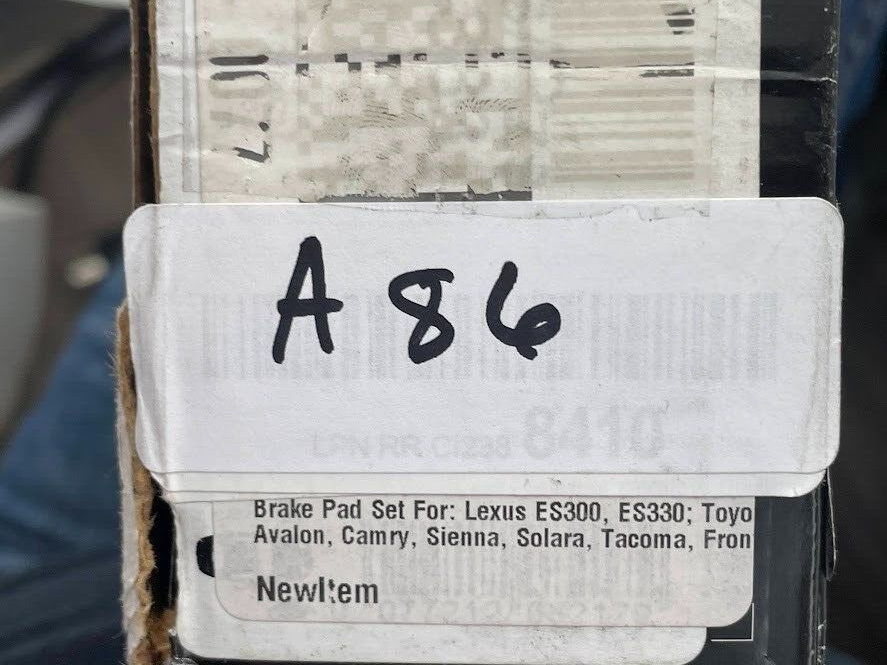 A 86
LPN RR CI238 8410
Brake Pad Set For: Lexus ES300, ES330; Toyo
Avalon, Camry, Sienna, Solara, Tacoma, Fron
NewItem